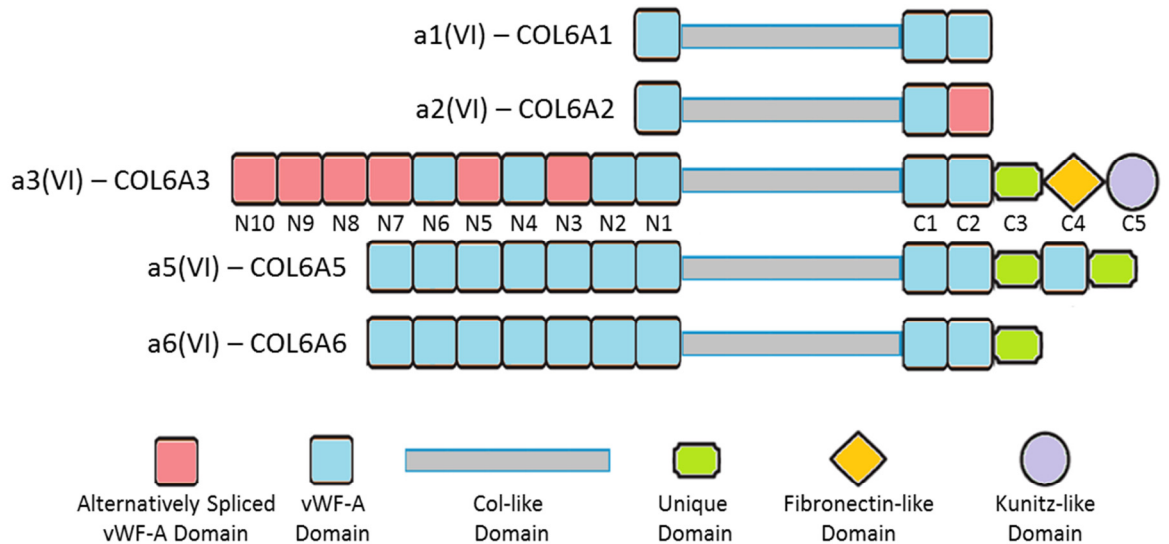 a1(VI) – COL6A1
a2(VI) – COL6A2
a3(VI) – COL6A3
N10 N9 N8 N7 N6 N5 N4 N3 N2 N1 C1 C2 C3 C4 C5
a5(VI) – COL6A5
a6(VI) – COL6A6
Alternatively Spliced
vWF-A Domain
vWF-A
Domain
Col-like
Domain
Unique
Domain
Fibronectin-like
Domain
Kunitz-like
Domain